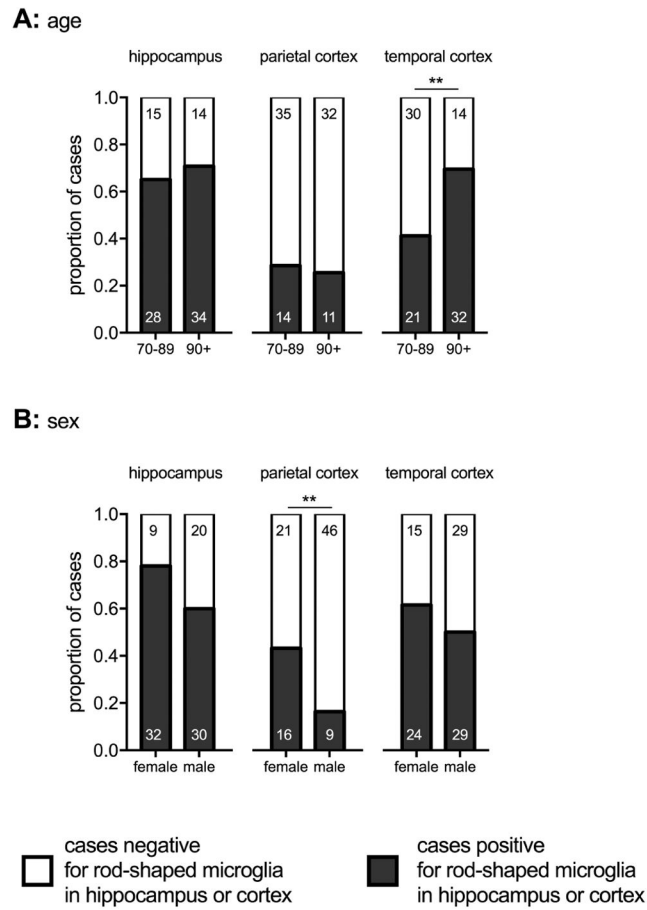 A: age
hippocampus parietal cortex temporal cortex
**
proportion of cases
1.0
0.8
0.6
0.4
0.2
0.0
15 14 35 32 30 14
28 34 14 11 21 32
70-89 90+ 70-89 90+ 70-89 90+
B: sex
hippocampus parietal cortex temporal cortex
**
proportion of cases
1.0
0.8
0.6
0.4
0.2
0.0
9 20 21 46 15 29
32 30 16 9 24 29
female male female male female male
cases negative
for rod-shaped microglia
in hippocampus or cortex
cases positive
for rod-shaped microglia
in hippocampus or cortex